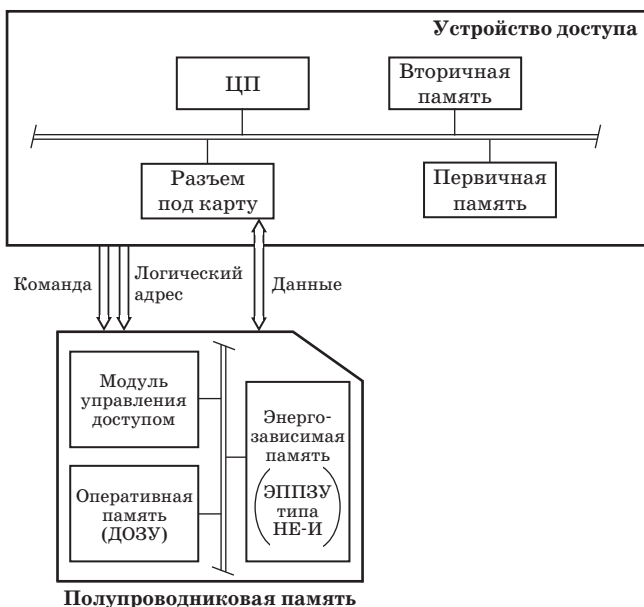 Устройство доступа
ЦП
Вторичная
память
Разъем
под карту
Первичная
память
Команда
Логический
адрес
Данные
Модуль
управления
доступом
Энерго-
зависимая
память
ЭППЗУ
типа
НЕ-И
Оперативная
память
(ДОЗУ)
Полупроводниковая память